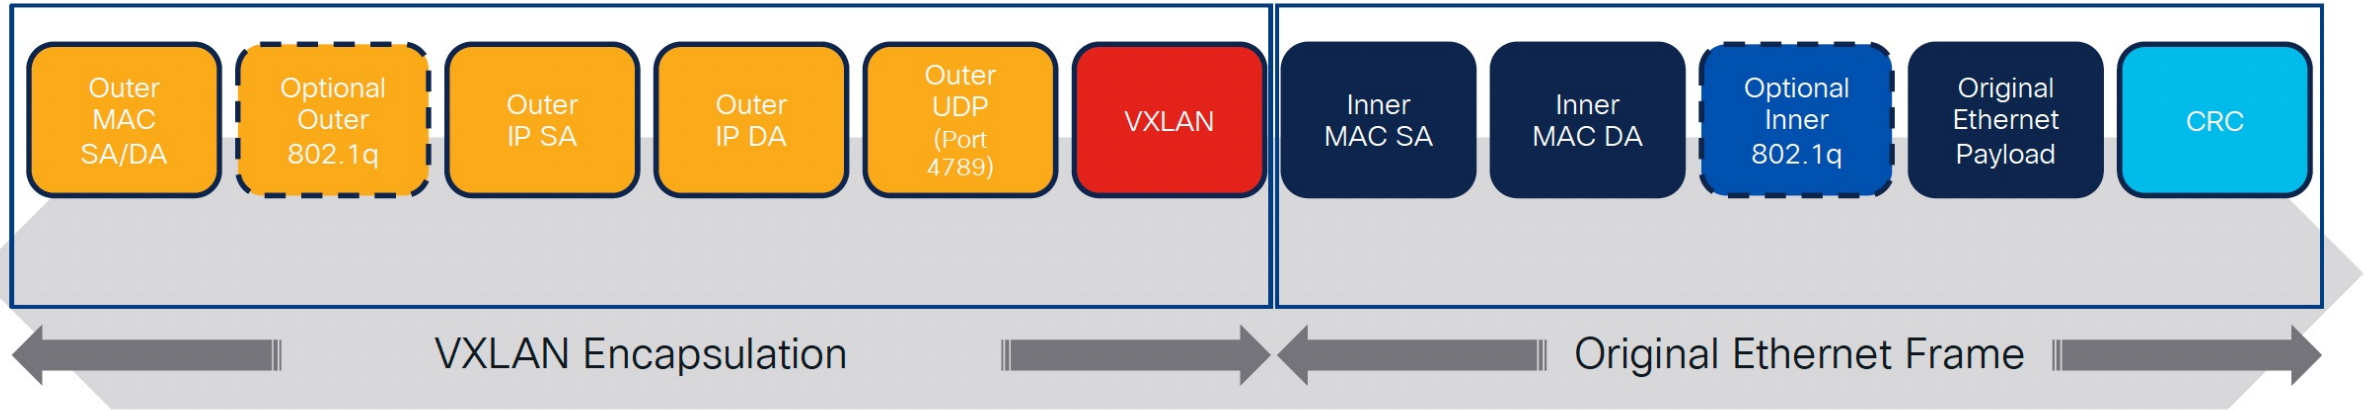 Outer
MAC
SA/DA
Optional
Outer
802.1q
Outer
IP SA
Outer
IP DA
Outer
UDP
(Port
4789)
VXLAN
Inner
MAC SA
Inner
MAC DA
Optional
Inner
802.1q
Original
Ethernet
Payload
CRC
VXLAN Encapsulation
Original Ethernet Frame